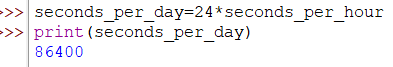 >>> seconds_per_day=24*seconds_per_hour
>>> print(seconds_per_day)
86400